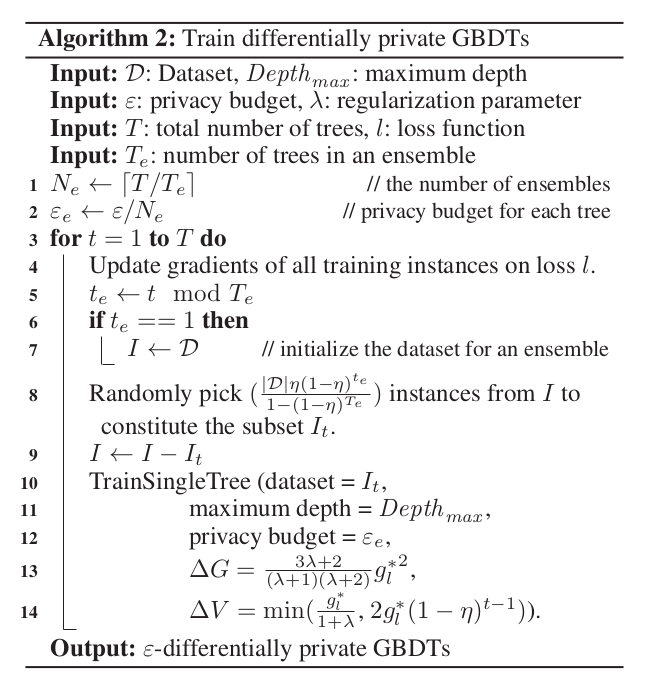 Algorithm 2: Train differentially private GBDTs
Input: 𝒟: Dataset, Depth_max: maximum depth
Input: ε: privacy budget, λ: regularization parameter
Input: T: total number of trees, l: loss function
Input: T_e: number of trees in an ensemble
1 N_e ← ⌈T/T_e⌉ // the number of ensembles
2 ε_e ← ε/N_e // privacy budget for each tree
3 for t = 1 to T do
4 Update gradients of all training instances on loss l.
5 t_e ← t mod T_e
6 if t_e == 1 then
7 I ← 𝒟 // initialize the dataset for an ensemble
8 Randomly pick (\frac{|𝒟|η(1−η)^{t_e}}{1−(1−η)^{T_e}}) instances from I to
constitute the subset I_t.
9 I ← I − I_t
10 TrainSingleTree (dataset = I_t,
11 maximum depth = Depth_max,
12 privacy budget = ε_e,
13 ΔG = \frac{3λ+2}{(λ+1)(λ+2)} g_l^{*2},
14 ΔV = min(\frac{g_l^*}{1+λ}, 2g_l^*(1 − η)^{t−1})).
Output: ε-differentially private GBDTs